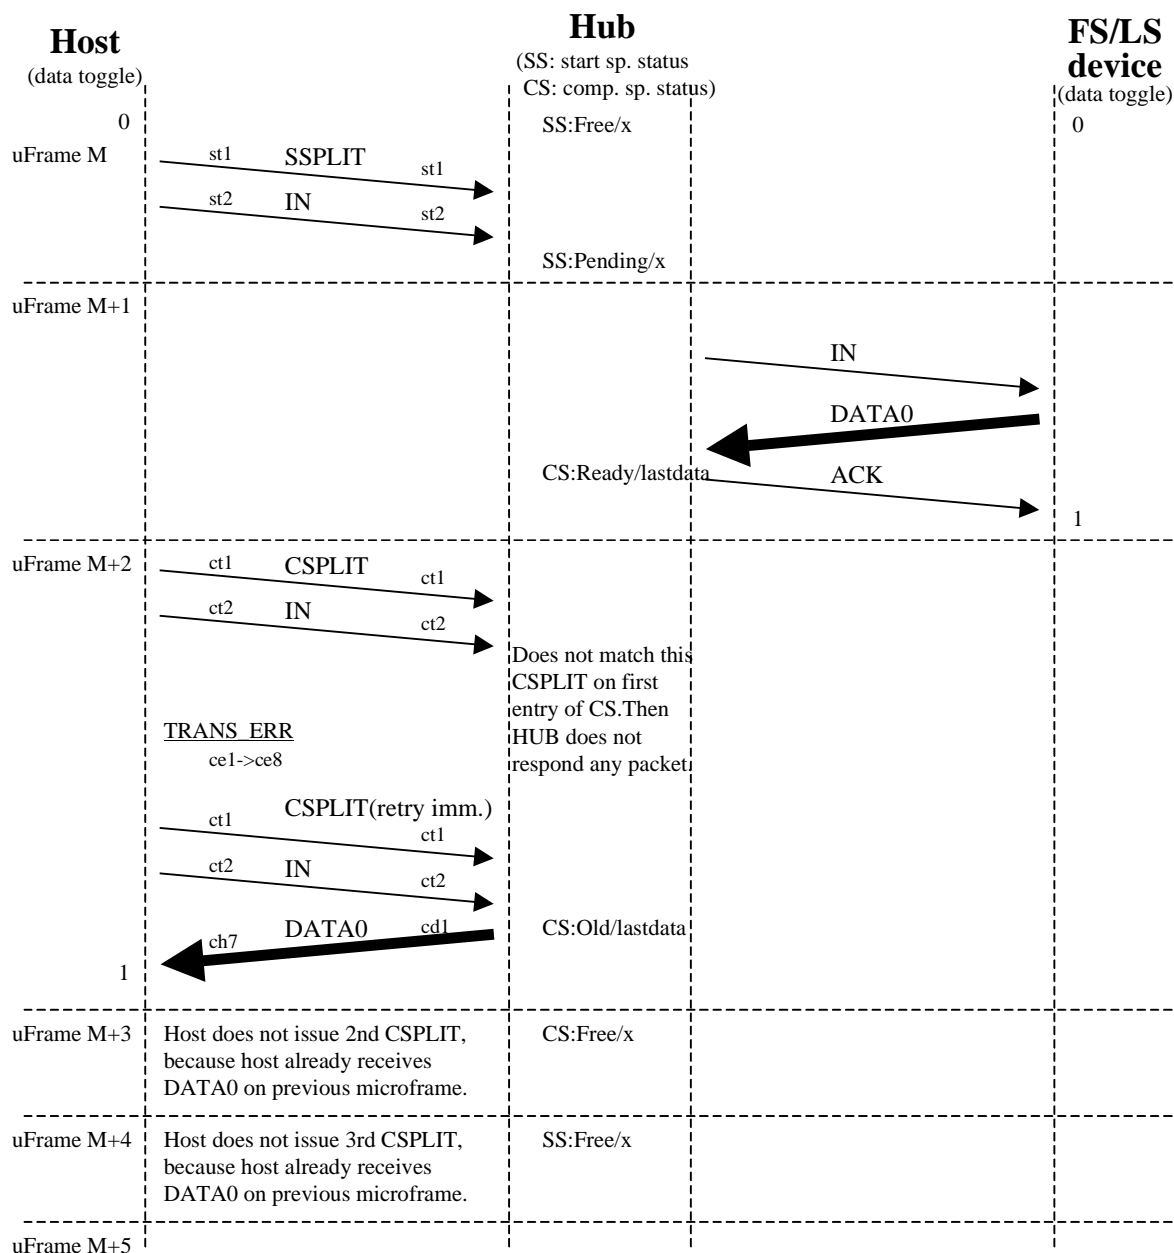 Host
(data toggle)
Hub
(SS: start sp. status
CS: comp. sp. status)
FS/LS
device
(data toggle)
0
SS:Free/x
0
uFrame M
st1
SSPLIT
st1
st2
IN
st2
SS:Pending/x
uFrame M+1
IN
DATA0
CS:Ready/lastdata
ACK
1
uFrame M+2
ct1
CSPLIT
ct1
ct2
IN
ct2
Does not match this
CSPLIT on first
entry of CS.Then
HUB does not
respond any packet.
TRANS_ERR
ce1->ce8
CSPLIT(retry imm.)
ct1
ct1
ct2
IN
ct2
DATA0
cd1
CS:Old/lastdata
ch7
1
uFrame M+3
Host does not issue 2nd CSPLIT,
because host already receives
DATA0 on previous microframe.
CS:Free/x
uFrame M+4
Host does not issue 3rd CSPLIT,
because host already receives
DATA0 on previous microframe.
SS:Free/x
uFrame M+5